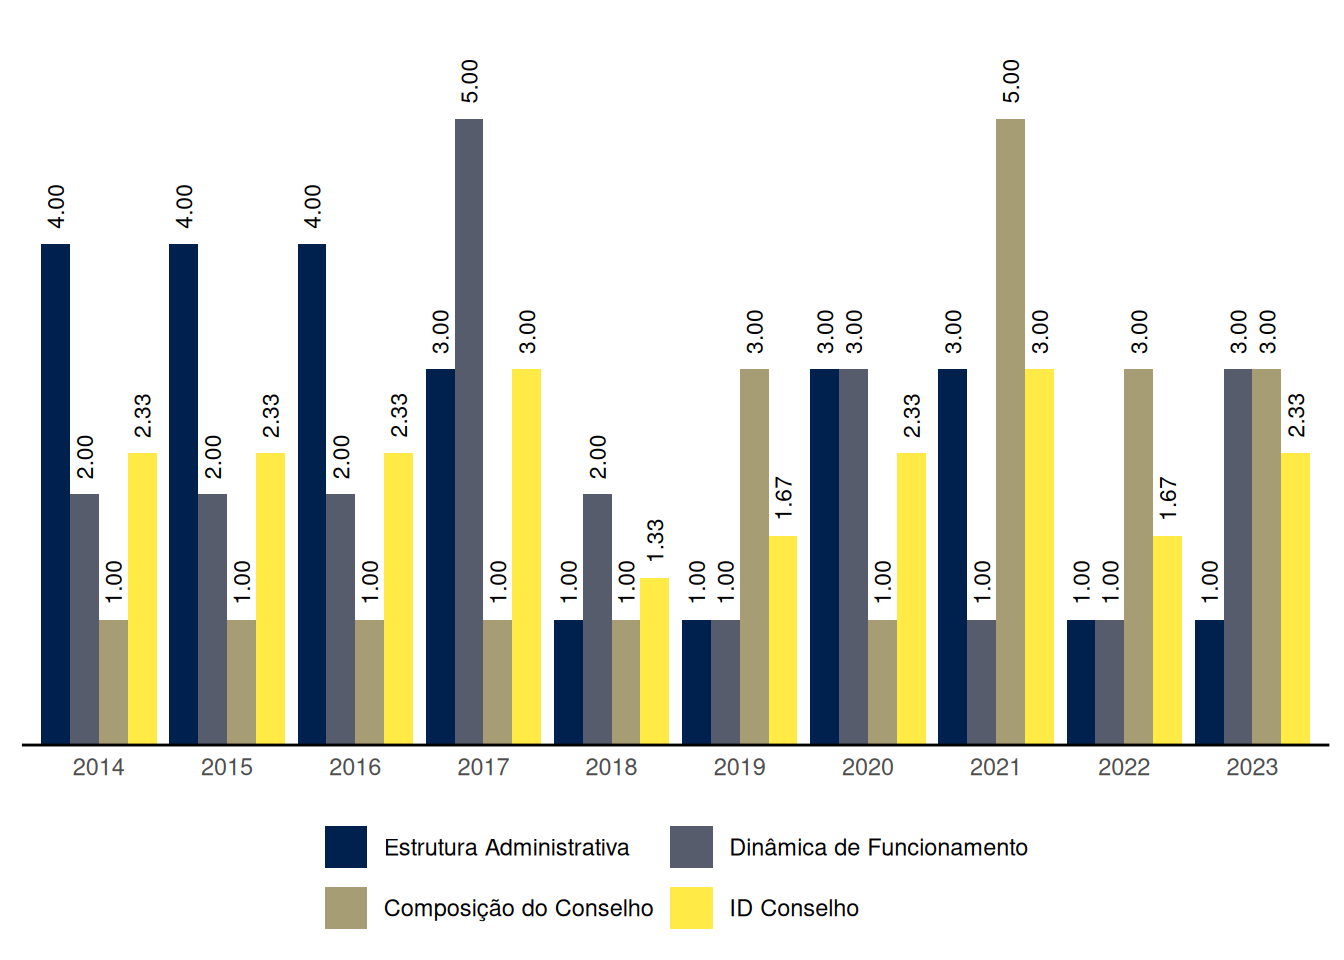 4.00 2.00 1.00 2.33
4.00 2.00 1.00 2.33
4.00 2.00 1.00 2.33
3.00 5.00 1.00 3.00
1.00 2.00 1.00 1.33
1.00 1.00 3.00 1.67
3.00 3.00 1.00 2.33
3.00 1.00 5.00 3.00
1.00 1.00 3.00 1.67
1.00 3.00 3.00 2.33
2014 2015 2016 2017 2018 2019 2020 2021 2022 2023
Estrutura Administrativa Dinâmica de Funcionamento
Composição do Conselho ID Conselho